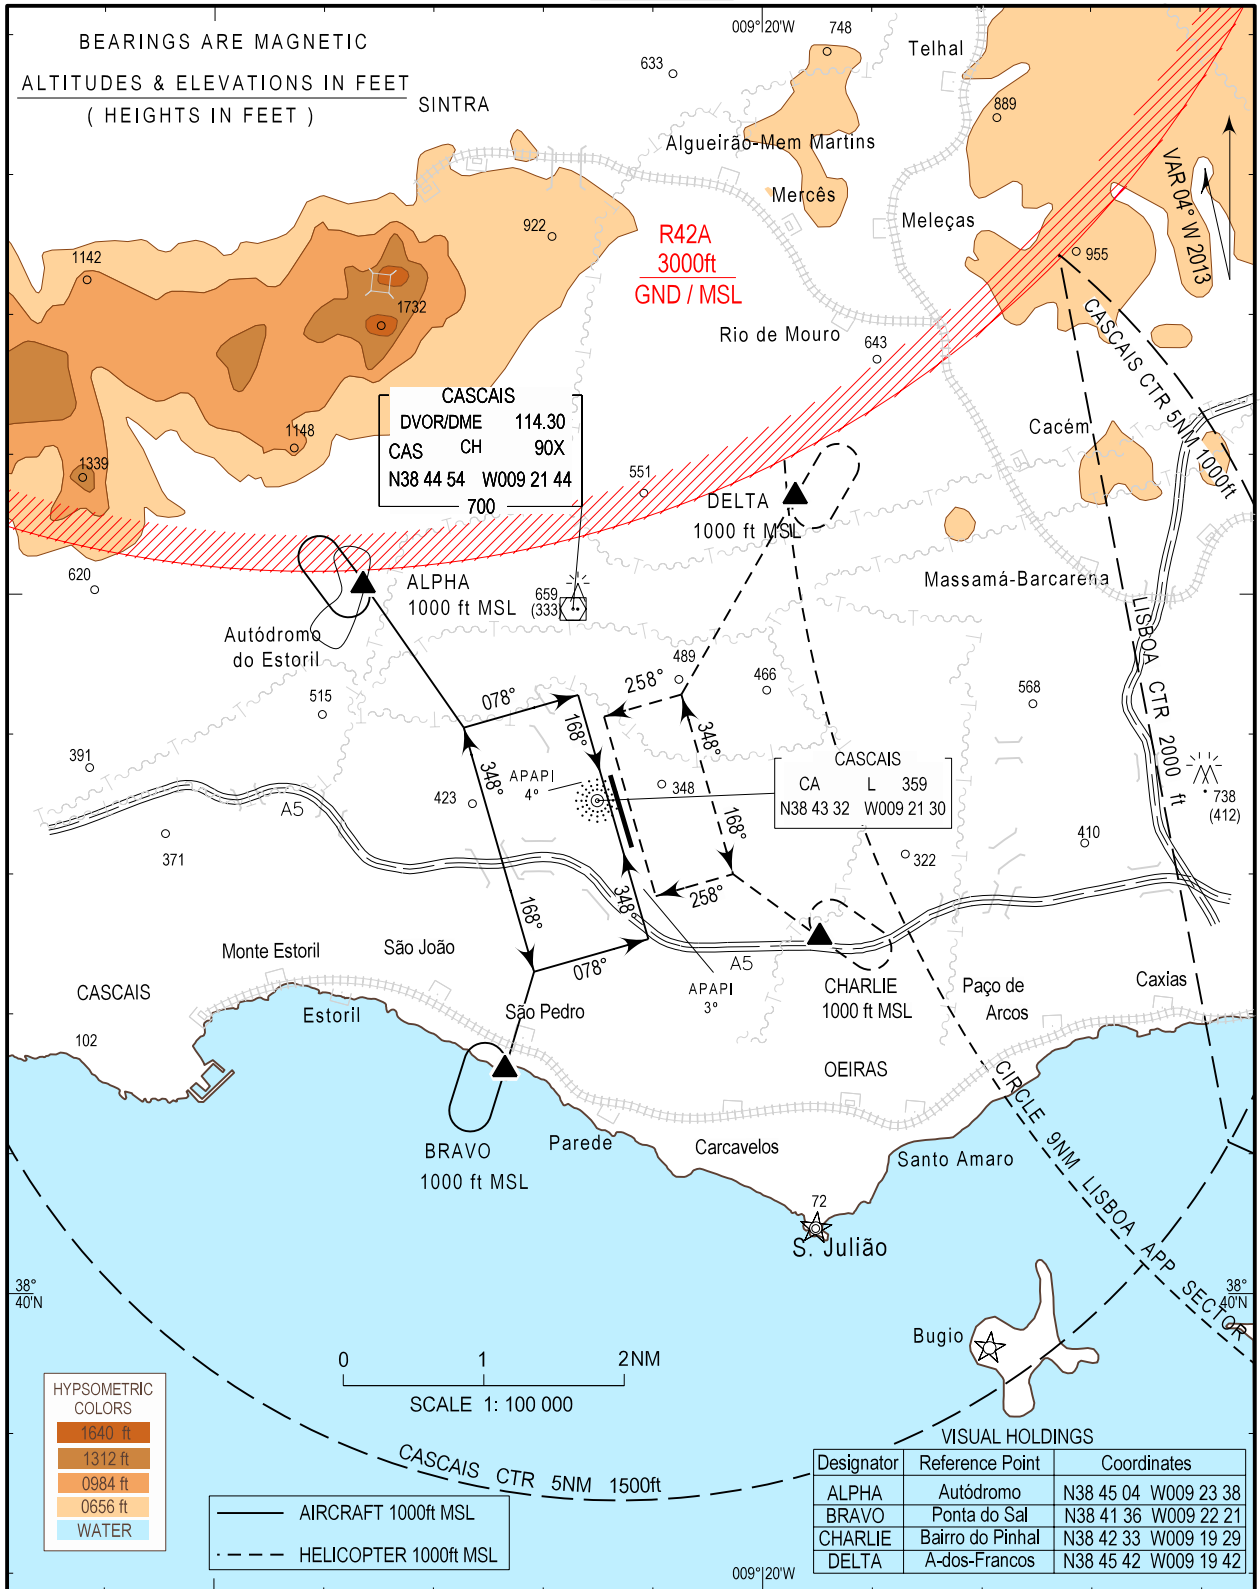 009°20'W
BEARINGS ARE MAGNETIC
ALTITUDES & ELEVATIONS IN FEET
( HEIGHTS IN FEET )
SINTRA
633
748
Telhal
889
Algueirão-Mem Martins
Mercês
Meleças
VAR 04° W 2013
922
955
1142
1732
R42A
3000ft
GND / MSL
Rio de Mouro
643
CASCAIS CTR 5NM 1000ft
CASCAIS
DVOR/DME 114.30
CAS CH 90X
N38 44 54 W009 21 44
700
1148
1339
551
Cacém
DELTA
1000 ft MSL
620
ALPHA
1000 ft MSL
659
(333)
Massamá-Barcarena
LISBOA CTR 2000 ft
Autódromo
do Estoril
515
489
466
568
078°
258°
168°
348°
348°
391
APAPI
4°
348
CASCAIS
CA L 359
N38 43 32 W009 21 30
738
(412)
423
A5
371
168°
322
410
168°
348°
258°
078°
Monte Estoril
São João
A5
APAPI
3°
CHARLIE
1000 ft MSL
Paço de
Arcos
Caxias
CASCAIS
102
Estoril
São Pedro
OEIRAS
CIRCLE 9NM LISBOA APP SECTOR
BRAVO
1000 ft MSL
Parede
Carcavelos
Santo Amaro
72
S. Julião
38°
40'N
38°
40'N
Bugio
0 1 2NM
SCALE 1: 100 000
CASCAIS CTR 5NM 1500ft
HYPSOMETRIC
COLORS
1640 ft
1312 ft
0984 ft
0656 ft
WATER
AIRCRAFT 1000ft MSL
HELICOPTER 1000ft MSL
VISUAL HOLDINGS
Designator Reference Point Coordinates
ALPHA Autódromo N38 45 04 W009 23 38
BRAVO Ponta do Sal N38 41 36 W009 22 21
CHARLIE Bairro do Pinhal N38 42 33 W009 19 29
DELTA A-dos-Francos N38 45 42 W009 19 42
009°20'W